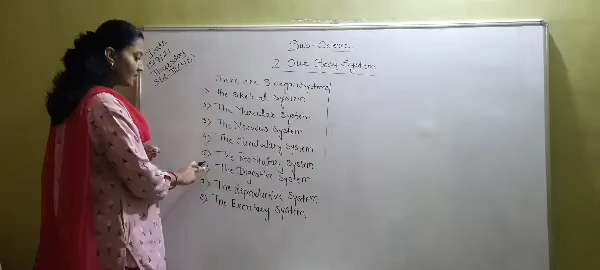 Sub:- Science
2. Our Body System
There are 8 organ systems
1) The Skeletal System
2) The Muscular System
3) The Nervous System
4) The Circulatory System
5) The Respiratory System
The Digestive System
7) The Reproductive System
8) The Excretory System